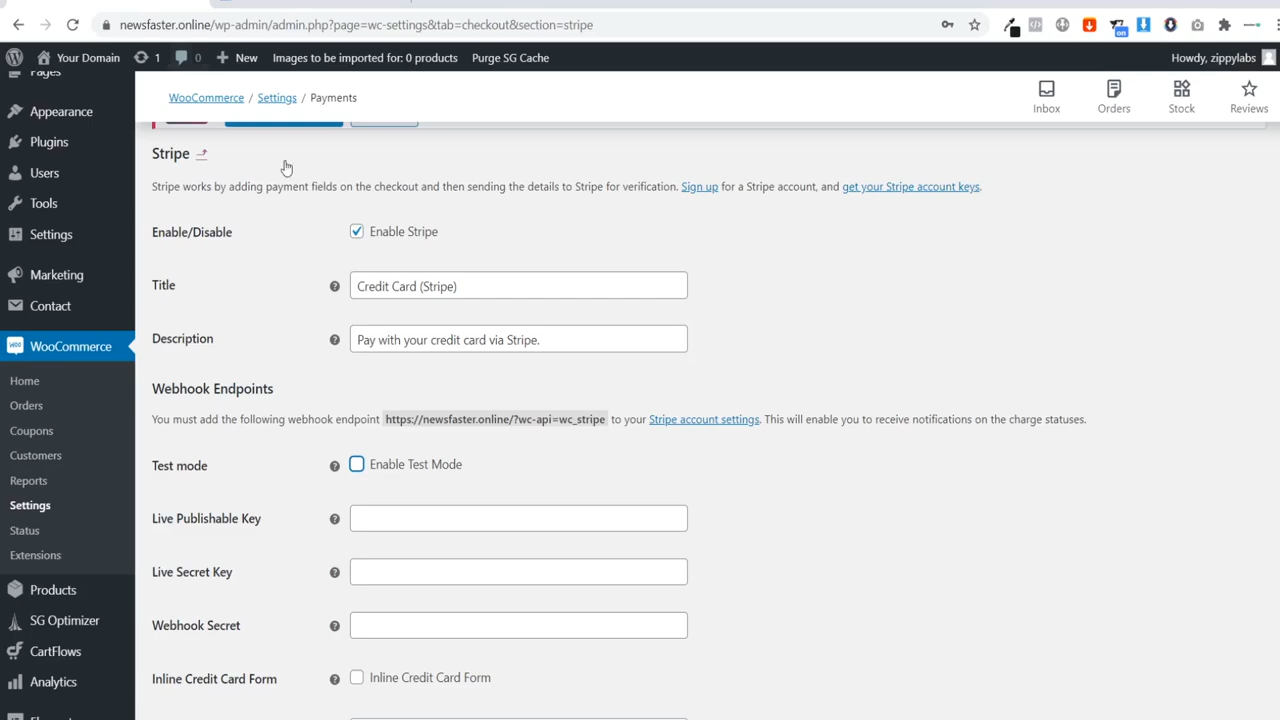 newsfaster.online/wp-admin/admin.php?page=wc-settings&tab=checkout&section=stripe
on
Your Domain 1 0 New Images to be imported for: 0 products Purge SG Cache Howdy, zippylabs
Pages
Appearance
Plugins
Users
Tools
Settings
Marketing
Contact
WooCommerce
Home
Orders
Coupons
Customers
Reports
Settings
Status
Extensions
Products
SG Optimizer
CartFlows
Analytics
WooCommerce / Settings / Payments
Inbox Orders Stock Reviews
Stripe
Stripe works by adding payment fields on the checkout and then sending the details to Stripe for verification. Sign up for a Stripe account, and get your Stripe account keys.
Enable/Disable Enable Stripe
Title Credit Card (Stripe)
Description Pay with your credit card via Stripe.
Webhook Endpoints
You must add the following webhook endpoint https://newsfaster.online/?wc-api=wc_stripe to your Stripe account settings. This will enable you to receive notifications on the charge statuses.
Test mode Enable Test Mode
Live Publishable Key
Live Secret Key
Webhook Secret
Inline Credit Card Form Inline Credit Card Form